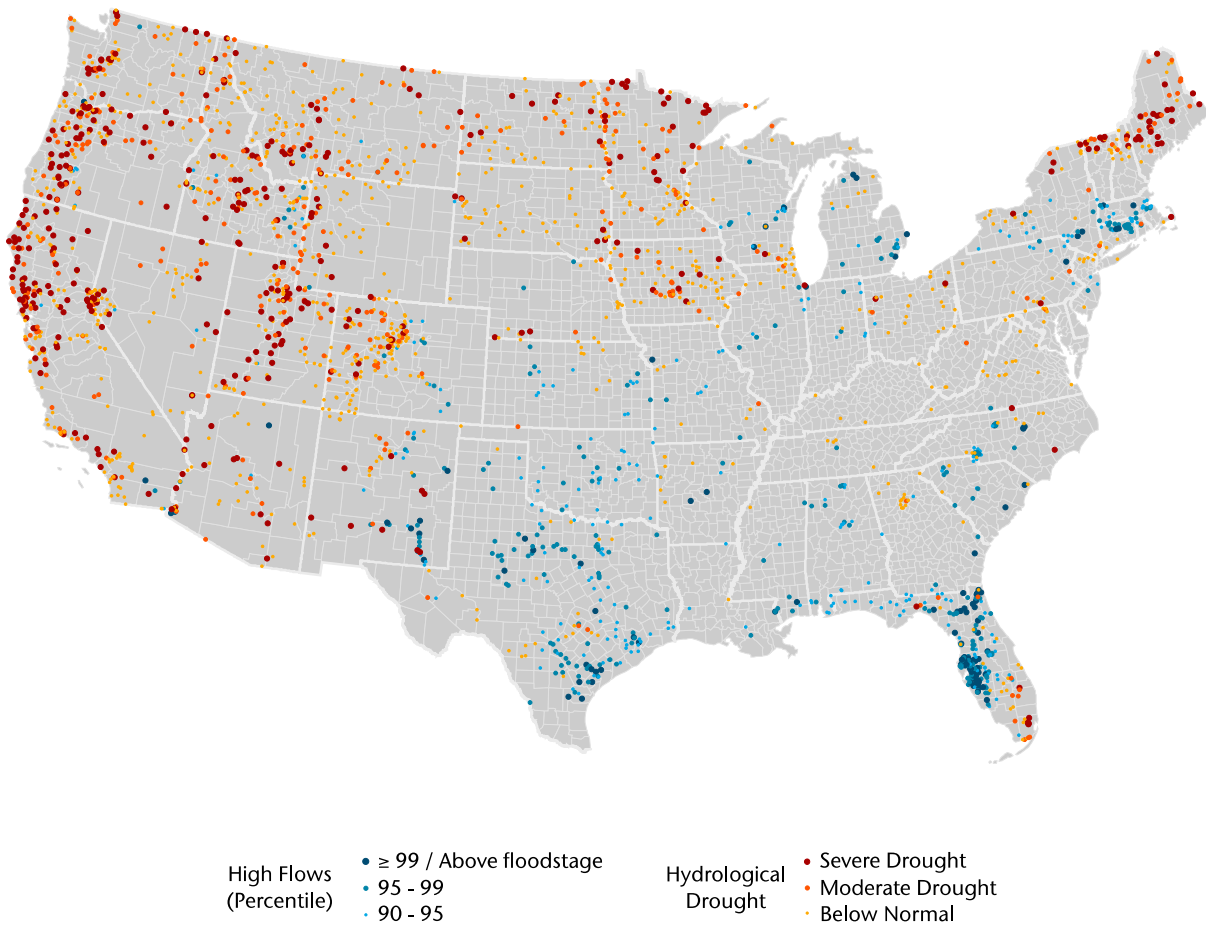 High Flows
(Percentile)
≥ 99 / Above floodstage
95 - 99
90 - 95
Hydrological
Drought
Severe Drought
Moderate Drought
Below Normal